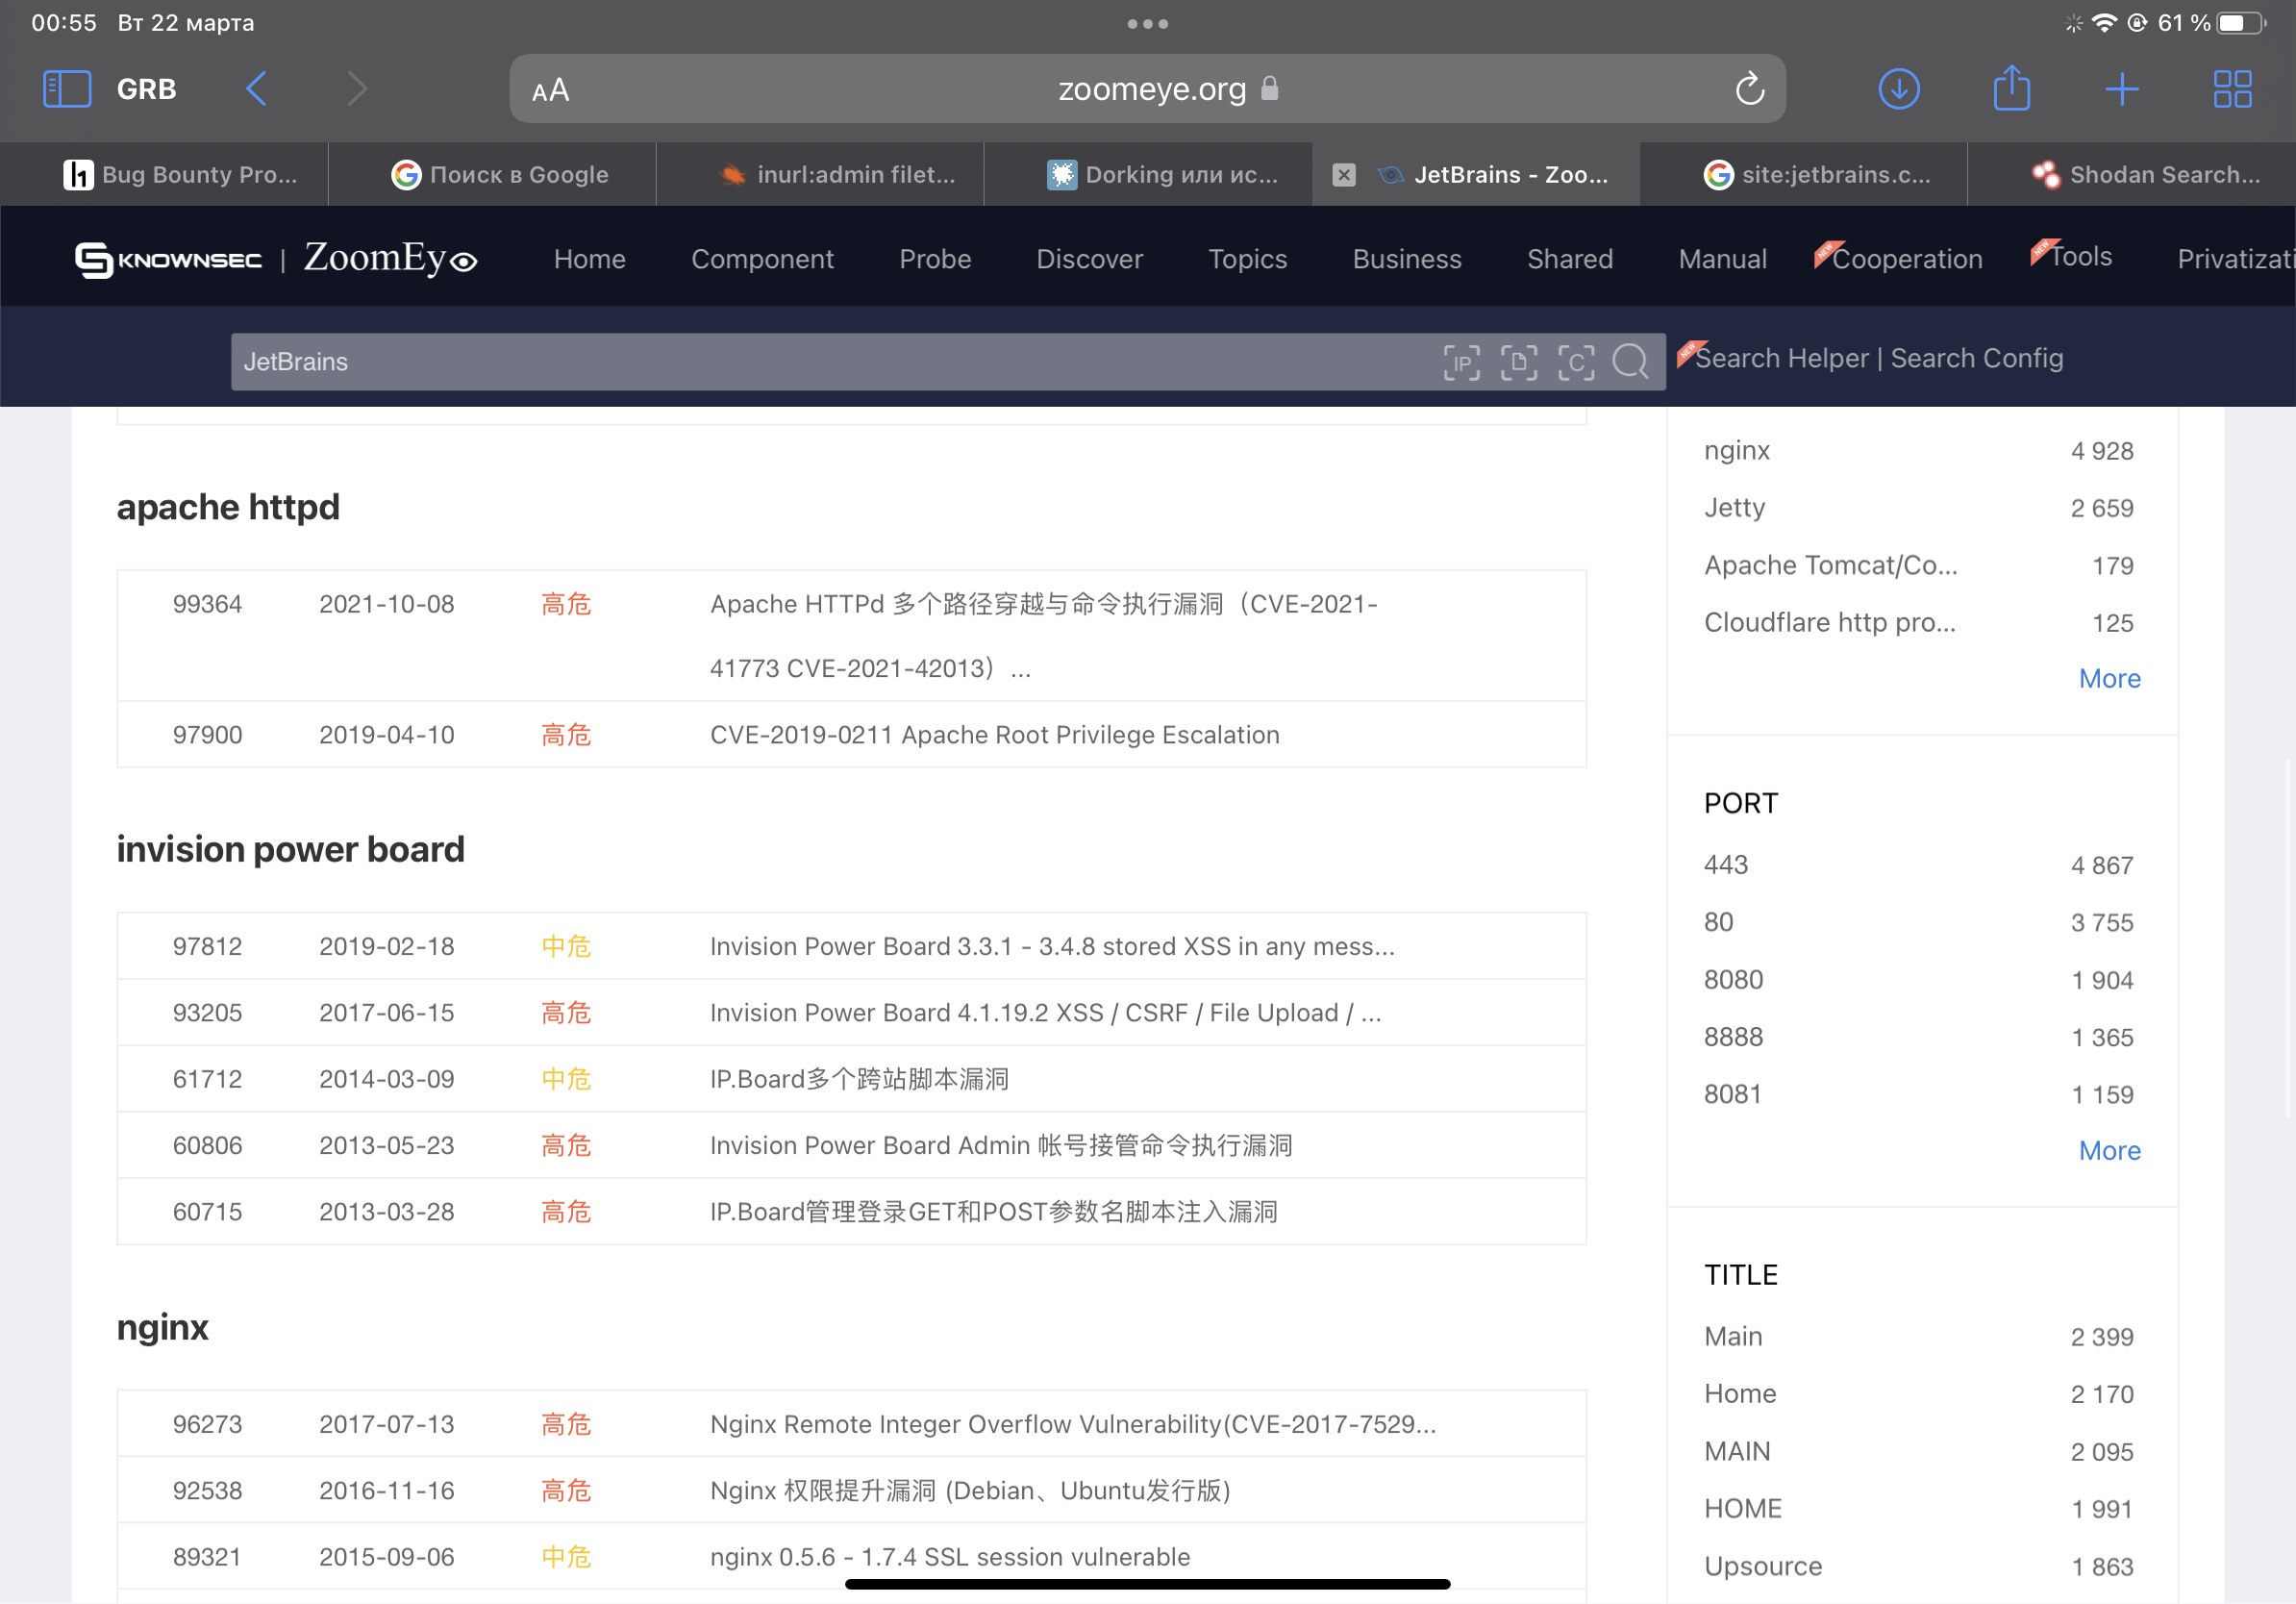 00:55 Вт 22 марта
61 %
GRB
AA
zoomeye.org
Bug Bounty Pro...
Поиск в Google
inurl:admin filet...
Dorking или ис...
JetBrains - Zoo...
site:jetbrains.c...
Shodan Search...
KNOWNSEC | ZoomEye
Home
Component
Probe
Discover
Topics
Business
Shared
Manual
NEW Cooperation
NEW Tools
Privatizati
JetBrains
IP
C
NEW Search Helper | Search Config
apache httpd
99364 2021-10-08 高危 Apache HTTPd 多个路径穿越与命令执行漏洞（CVE-2021-
41773 CVE-2021-42013） ...
97900 2019-04-10 高危 CVE-2019-0211 Apache Root Privilege Escalation
invision power board
97812 2019-02-18 中危 Invision Power Board 3.3.1 - 3.4.8 stored XSS in any mess...
93205 2017-06-15 高危 Invision Power Board 4.1.19.2 XSS / CSRF / File Upload / ...
61712 2014-03-09 中危 IP.Board多个跨站脚本漏洞
60806 2013-05-23 高危 Invision Power Board Admin 帐号接管命令执行漏洞
60715 2013-03-28 高危 IP.Board管理登录GET和POST参数名脚本注入漏洞
nginx
96273 2017-07-13 高危 Nginx Remote Integer Overflow Vulnerability(CVE-2017-7529...
92538 2016-11-16 高危 Nginx 权限提升漏洞 (Debian、Ubuntu发行版)
89321 2015-09-06 中危 nginx 0.5.6 - 1.7.4 SSL session vulnerable
nginx 4 928
Jetty 2 659
Apache Tomcat/Co... 179
Cloudflare http pro... 125
More
PORT
443 4 867
80 3 755
8080 1 904
8888 1 365
8081 1 159
More
TITLE
Main 2 399
Home 2 170
MAIN 2 095
HOME 1 991
Upsource 1 863